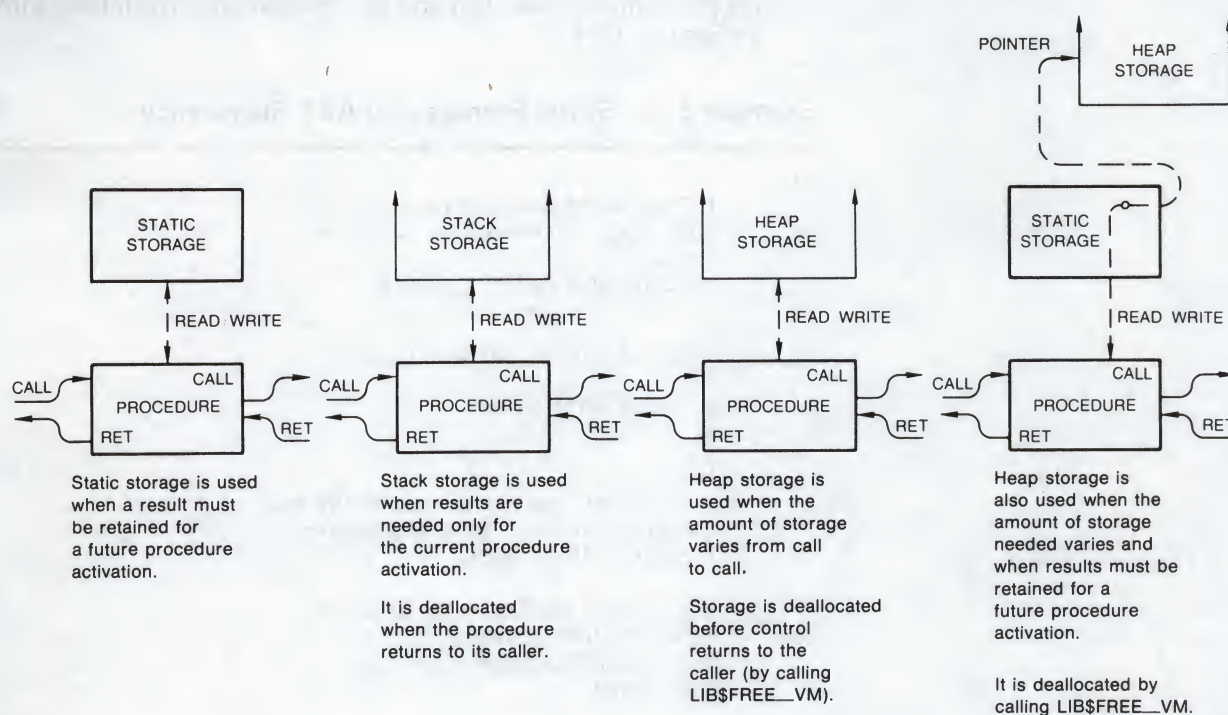 POINTER
HEAP
STORAGE
STATIC
STORAGE
READ WRITE
CALL
CALL
PROCEDURE
RET
RET
Static storage is used
when a result must
be retained for
a future procedure
activation.
STACK
STORAGE
READ WRITE
CALL
CALL
PROCEDURE
RET
RET
Stack storage is used
when results are
needed only for
the current procedure
activation.
It is deallocated
when the procedure
returns to its caller.
HEAP
STORAGE
READ WRITE
CALL
CALL
PROCEDURE
RET
RET
Heap storage is
used when the
amount of storage
varies from call
to call.
Storage is deallocated
before control
returns to the
caller (by calling
LIB$FREE__VM).
STATIC
STORAGE
READ WRITE
CALL
CALL
PROCEDURE
RET
RET
Heap storage is
also used when the
amount of storage
needed varies and
when results must be
retained for a
future procedure
activation.
It is deallocated by
calling LIB$FREE__VM.